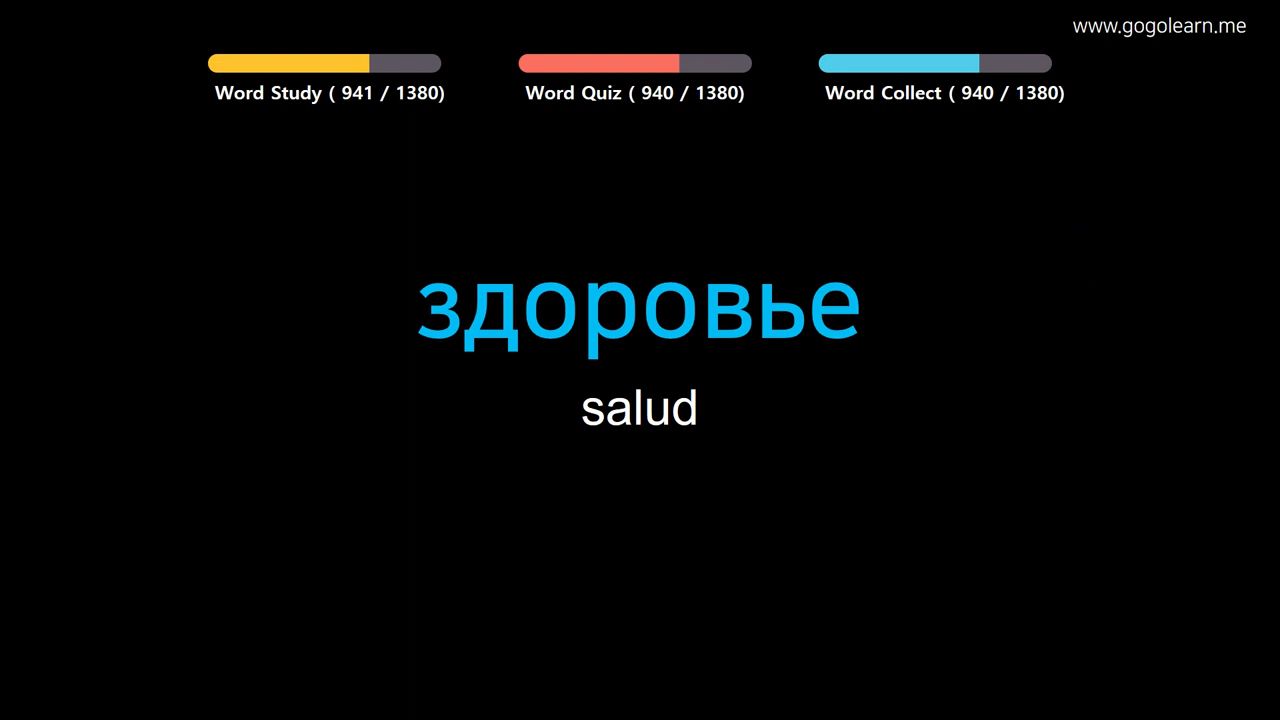 www.gogolearn.me
Word Study ( 941 / 1380)
Word Quiz ( 940 / 1380)
Word Collect ( 940 / 1380)
здоровье
salud